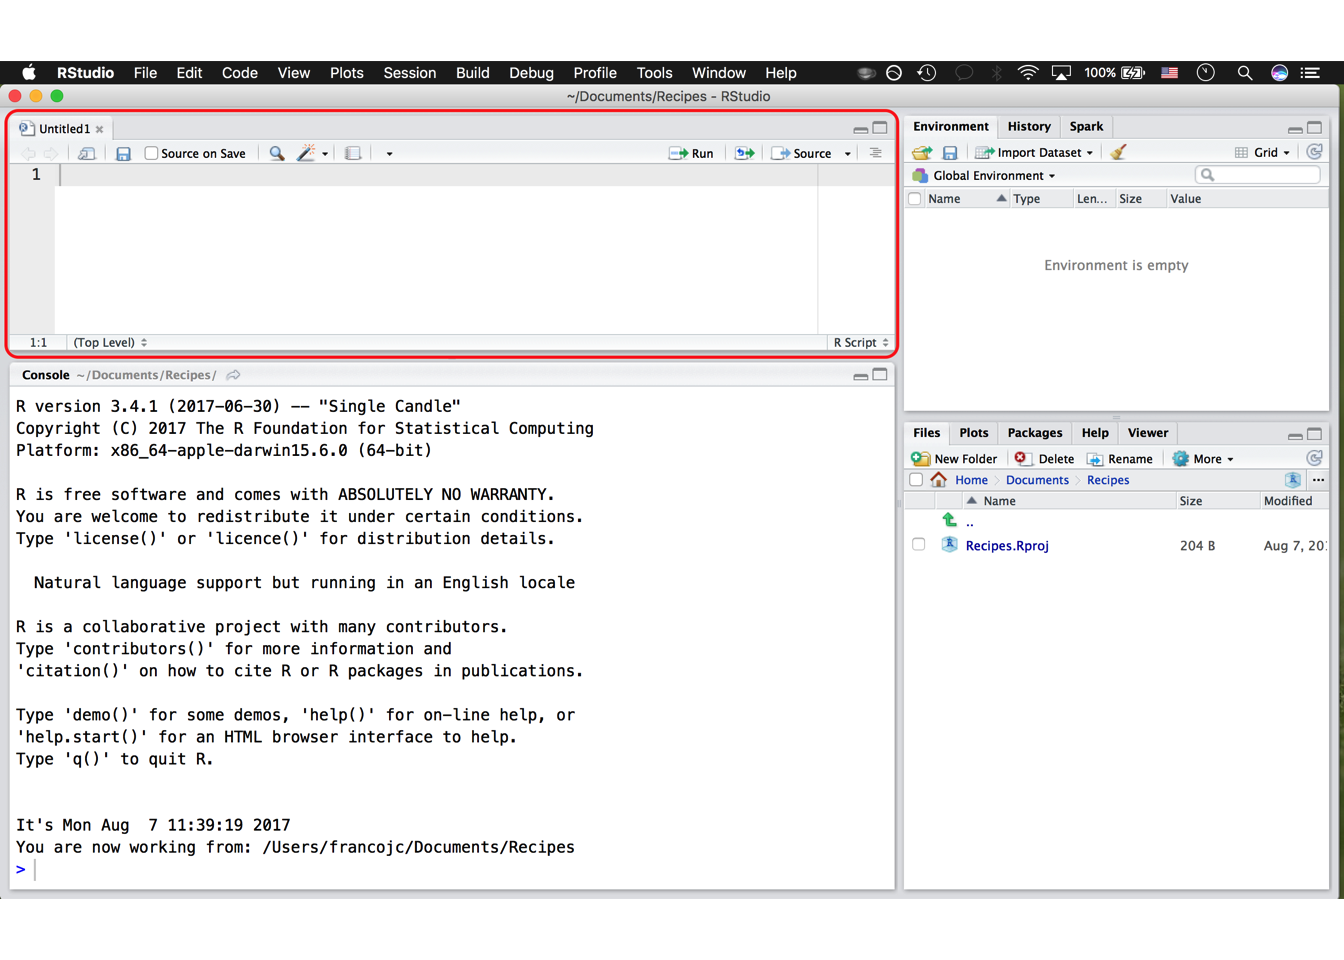 RStudio File Edit Code View Plots Session Build Debug Profile Tools Window Help 100%
~/Documents/Recipes - RStudio
Untitled1
Source on Save Run Source
1
1:1 (Top Level) R Script
Console ~/Documents/Recipes/
R version 3.4.1 (2017-06-30) -- "Single Candle"
Copyright (C) 2017 The R Foundation for Statistical Computing
Platform: x86_64-apple-darwin15.6.0 (64-bit)
R is free software and comes with ABSOLUTELY NO WARRANTY.
You are welcome to redistribute it under certain conditions.
Type 'license()' or 'licence()' for distribution details.
Natural language support but running in an English locale
R is a collaborative project with many contributors.
Type 'contributors()' for more information and
'citation()' on how to cite R or R packages in publications.
Type 'demo()' for some demos, 'help()' for on-line help, or
'help.start()' for an HTML browser interface to help.
Type 'q()' to quit R.
It's Mon Aug  7 11:39:19 2017
You are now working from: /Users/francojc/Documents/Recipes
>
Environment History Spark
Import Dataset Grid
Global Environment
Name Type Len... Size Value
Environment is empty
Files Plots Packages Help Viewer
New Folder Delete Rename More
Home Documents Recipes ...
Name Size Modified
..
Recipes.Rproj 204 B Aug 7, 20